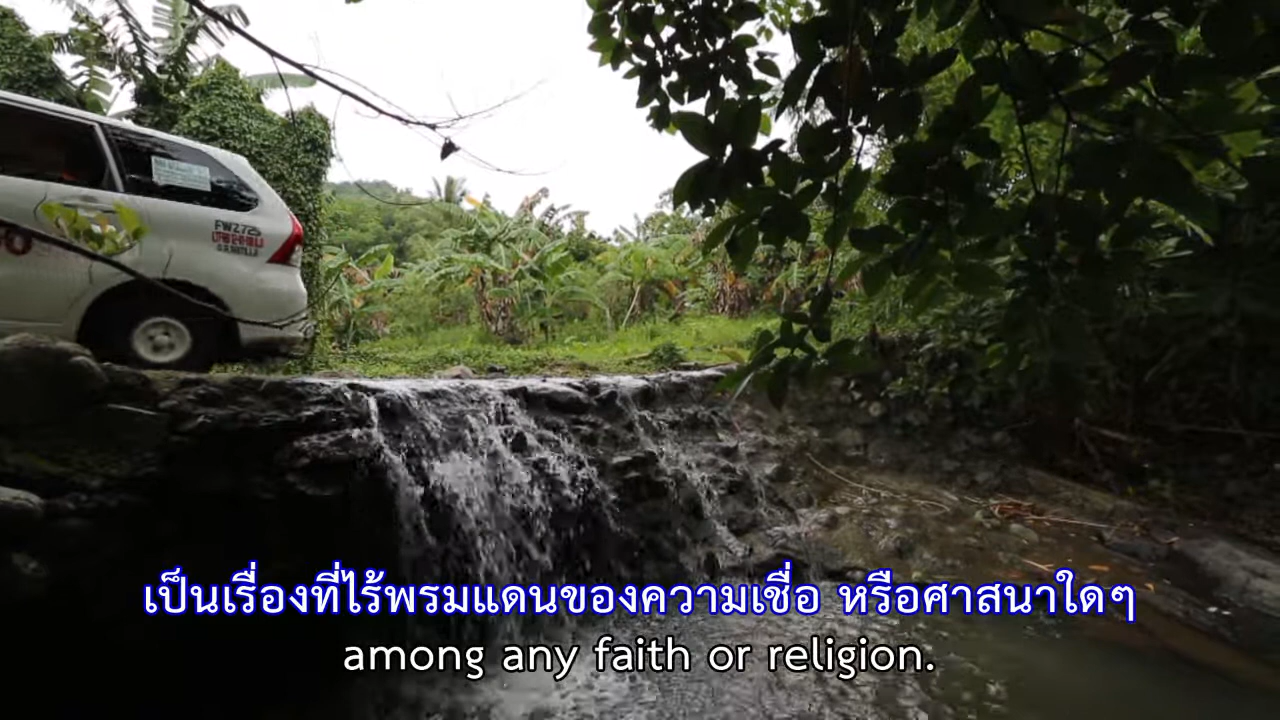 FWZ725
เป็นเรื่องที่ไร้พรมแดนของความเชื่อ หรือศาสนาใดๆ
among any faith or religion.